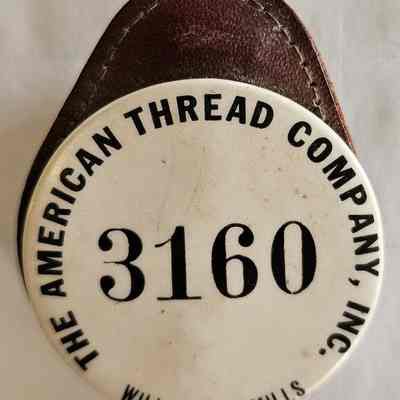 THE AMERICAN THREAD COMPANY, INC.
3160